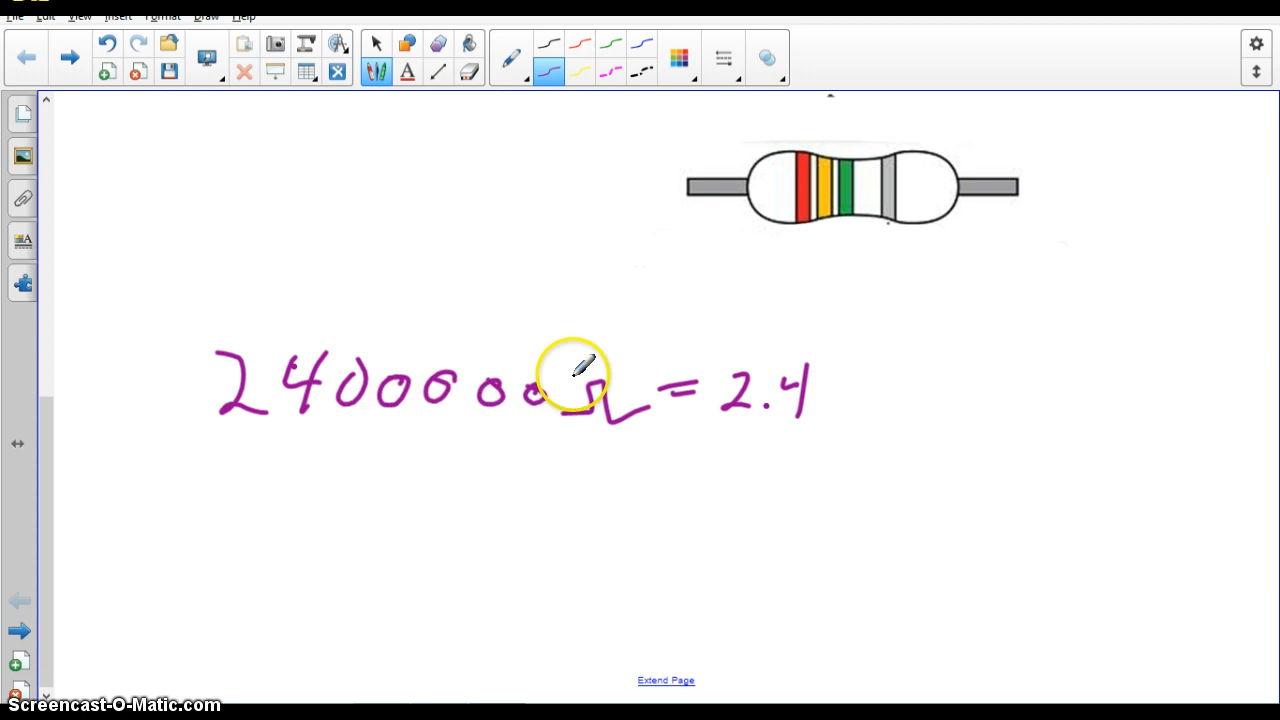 File Edit View Insert Format Draw Help
2400000Ω = 2.4
Extend Page
Screencast-O-Matic.com